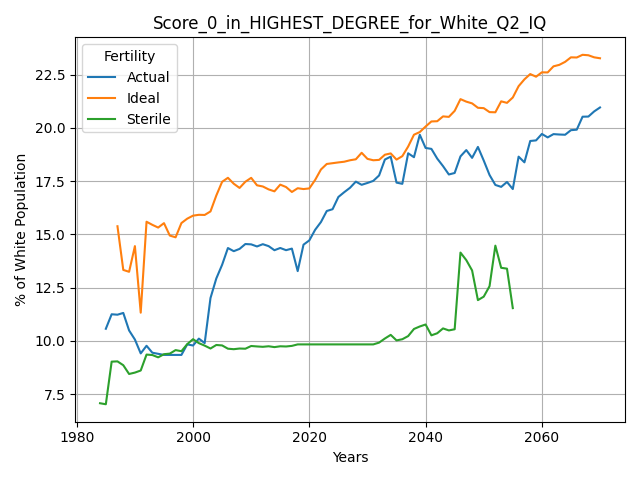 Score_0_in_HIGHEST_DEGREE_for_White_Q2_IQ
Fertility
Actual
Ideal
Sterile
% of White Population
22.5
20.0
17.5
15.0
12.5
10.0
7.5
1980
2000
2020
2040
2060
Years